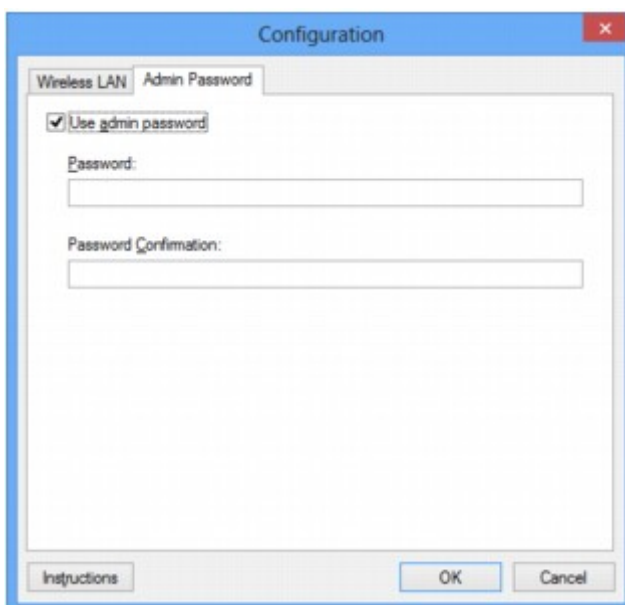 Configuration
Wireless LAN Admin Password
Use admin password
Password:
Password Confirmation:
Instructions OK Cancel